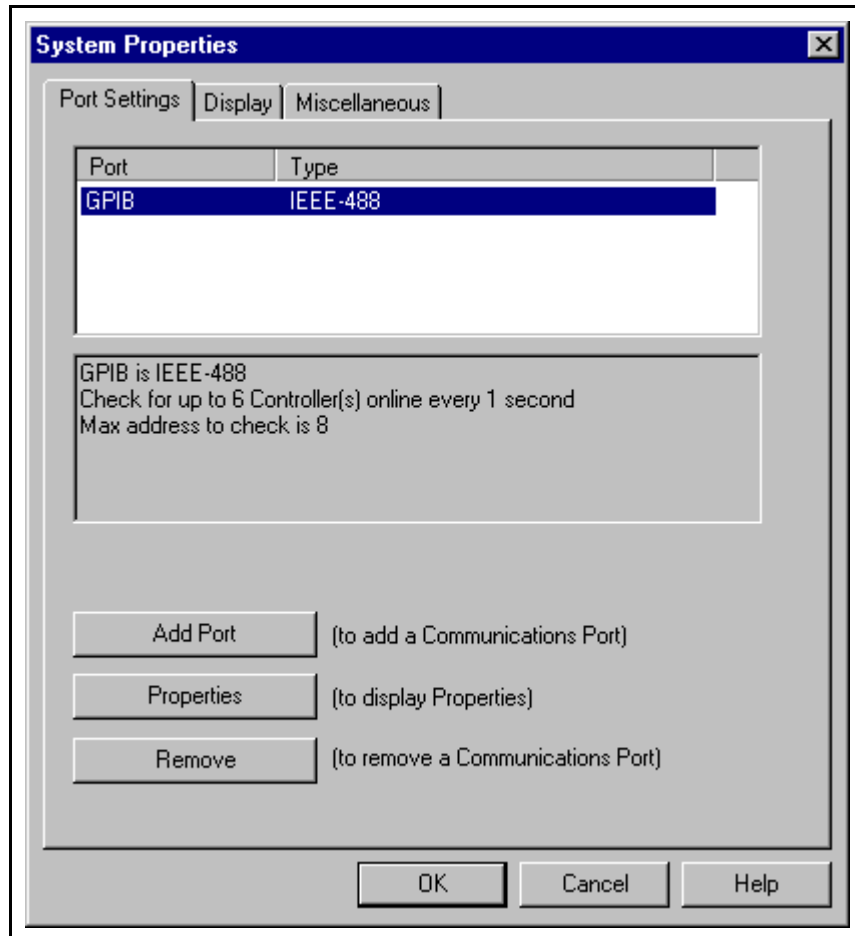 System Properties
Port Settings Display Miscellaneous
Port Type
GPIB IEEE-488
GPIB is IEEE-488
Check for up to 6 Controller(s) online every 1 second
Max address to check is 8
Add Port (to add a Communications Port)
Properties (to display Properties)
Remove (to remove a Communications Port)
OK Cancel Help